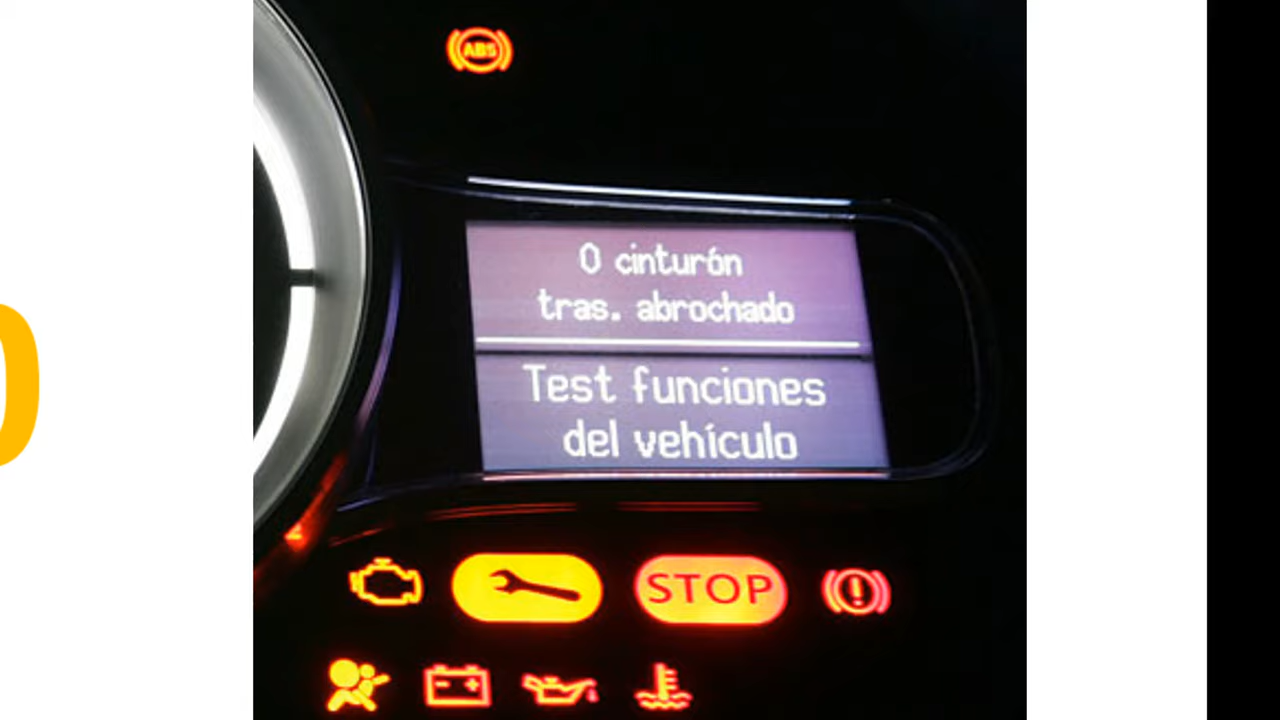 ABS
0 cinturón
tras. abrochado
Test funciones
del vehículo
STOP